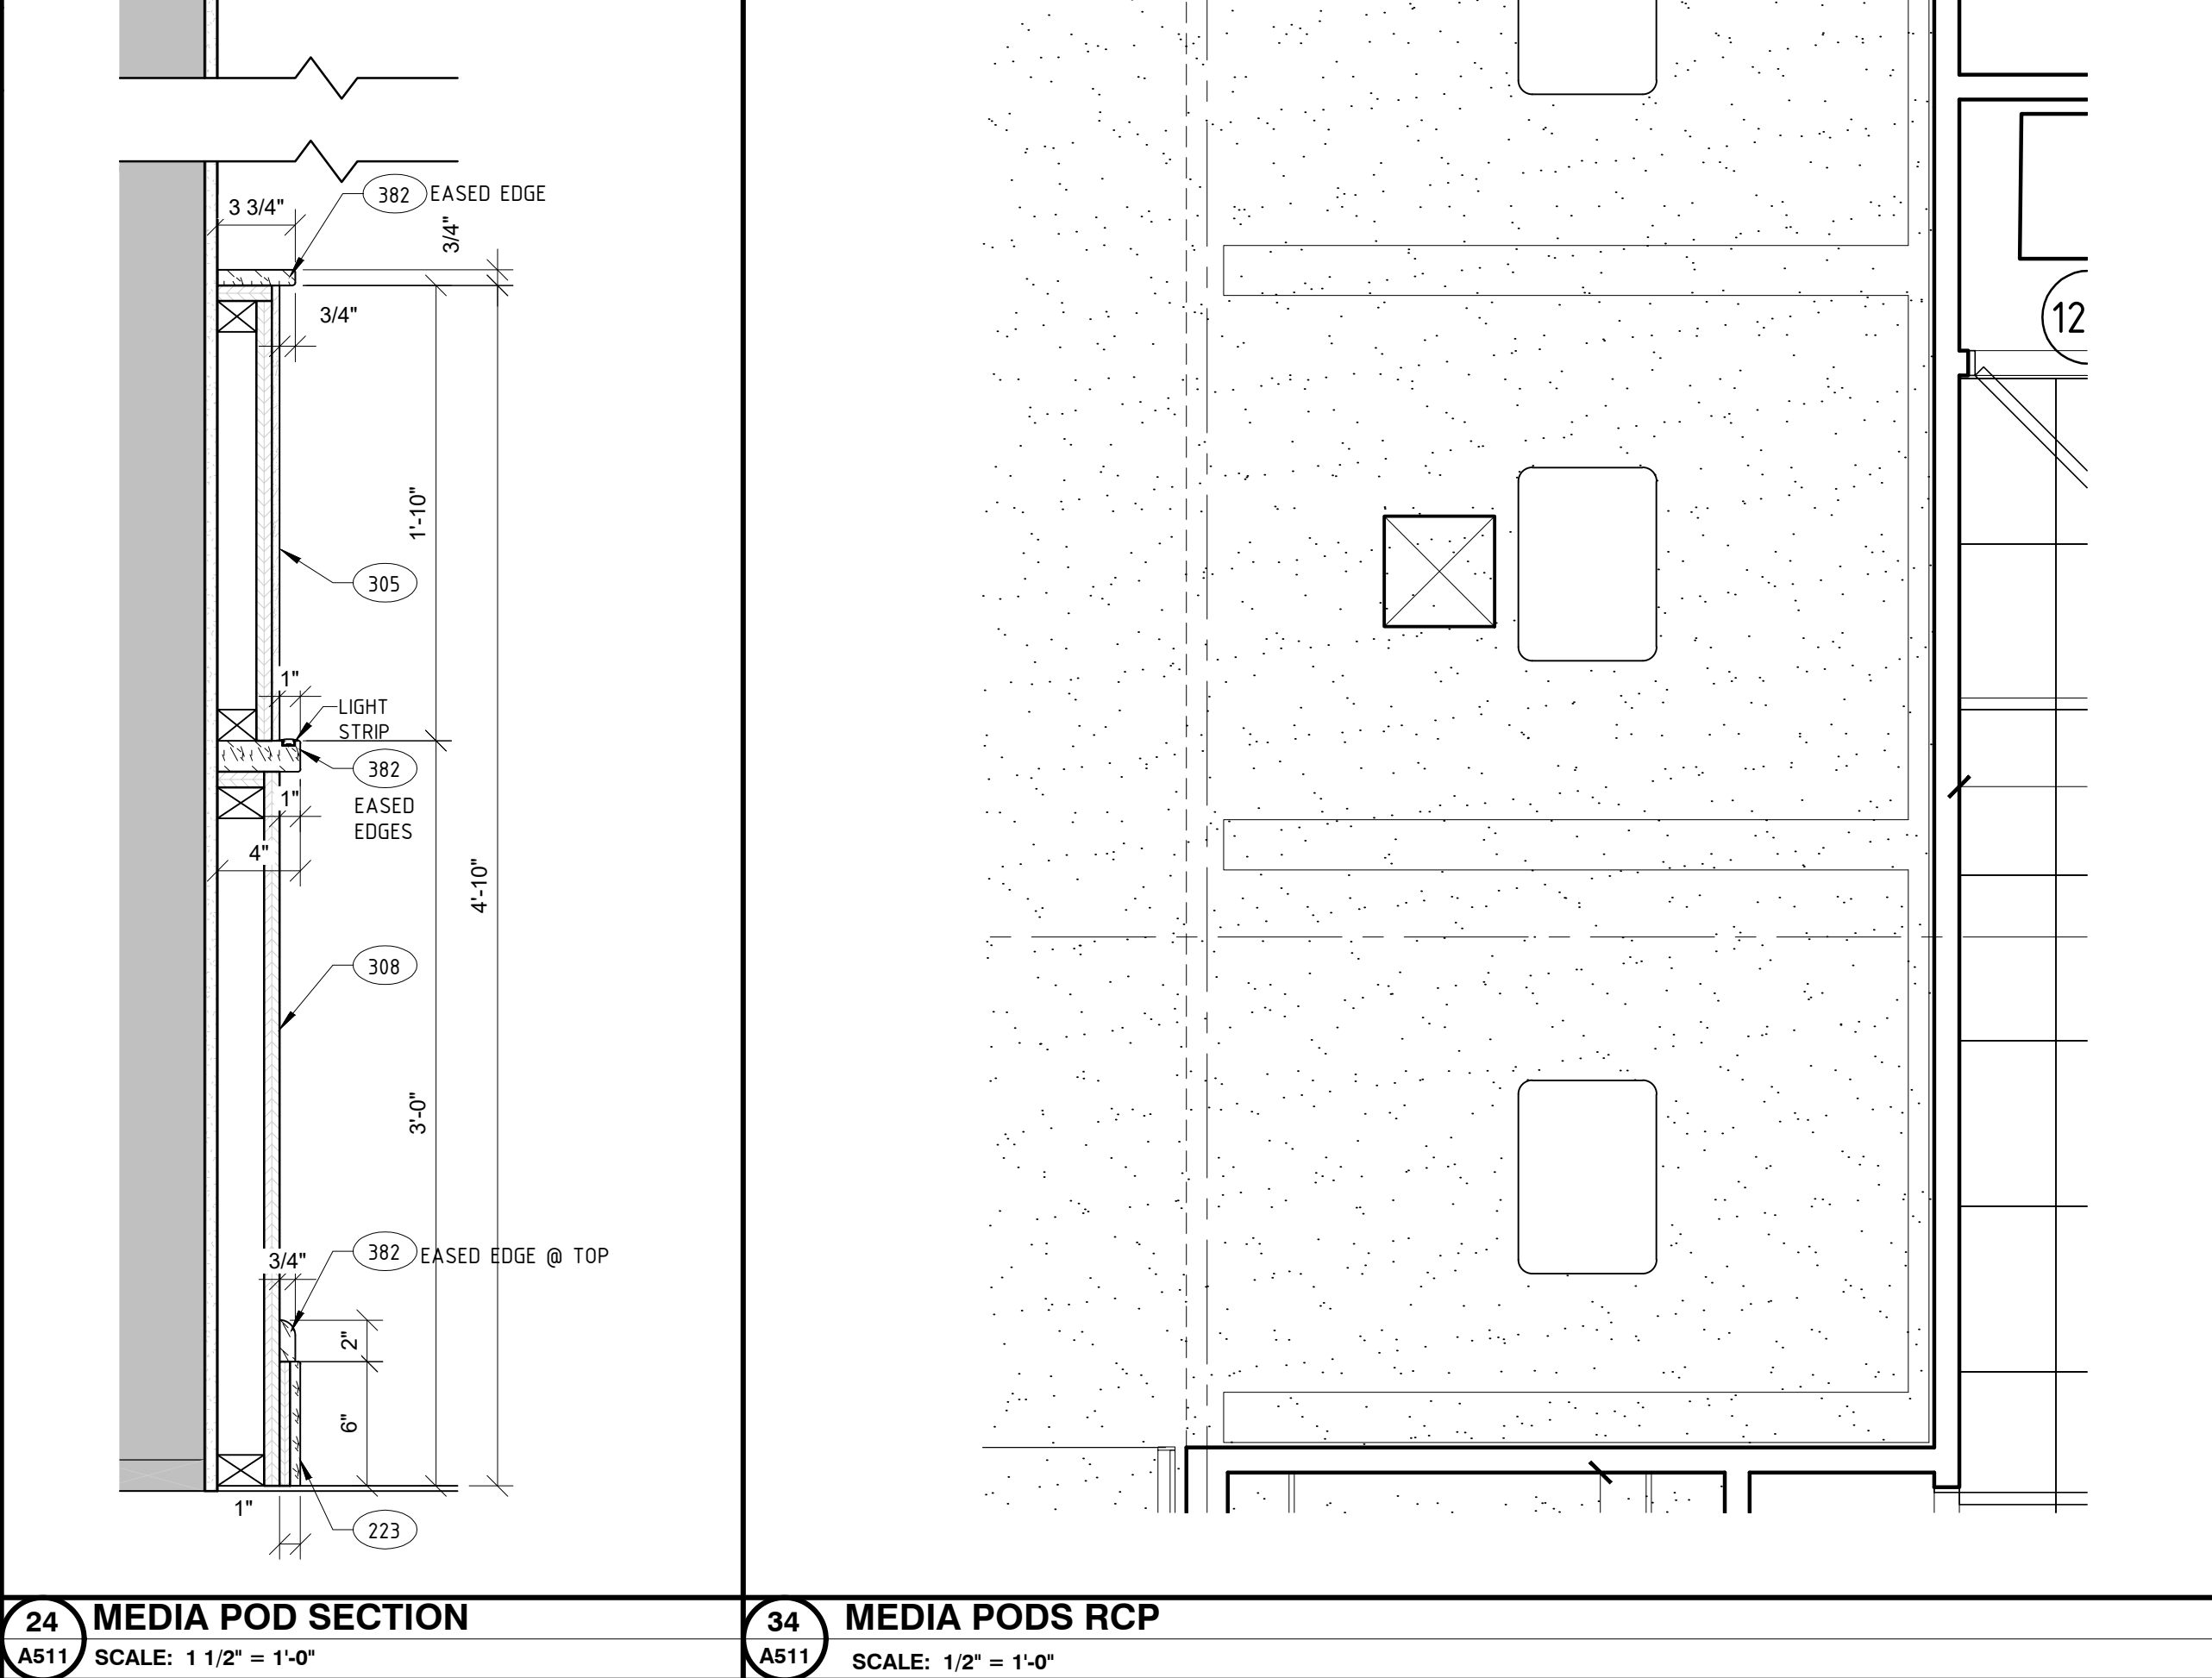 3 3/4"
382 EASED EDGE
3/4"
3/4"
1'-10"
305
1"
LIGHT
STRIP
382
EASED
EDGES
1"
4"
4'-10"
308
3'-0"
382 EASED EDGE @ TOP
3/4"
2"
6"
1"
223
12
24
A511
MEDIA POD SECTION
SCALE: 1 1/2" = 1'-0"
34
A511
MEDIA PODS RCP
SCALE: 1/2" = 1'-0"